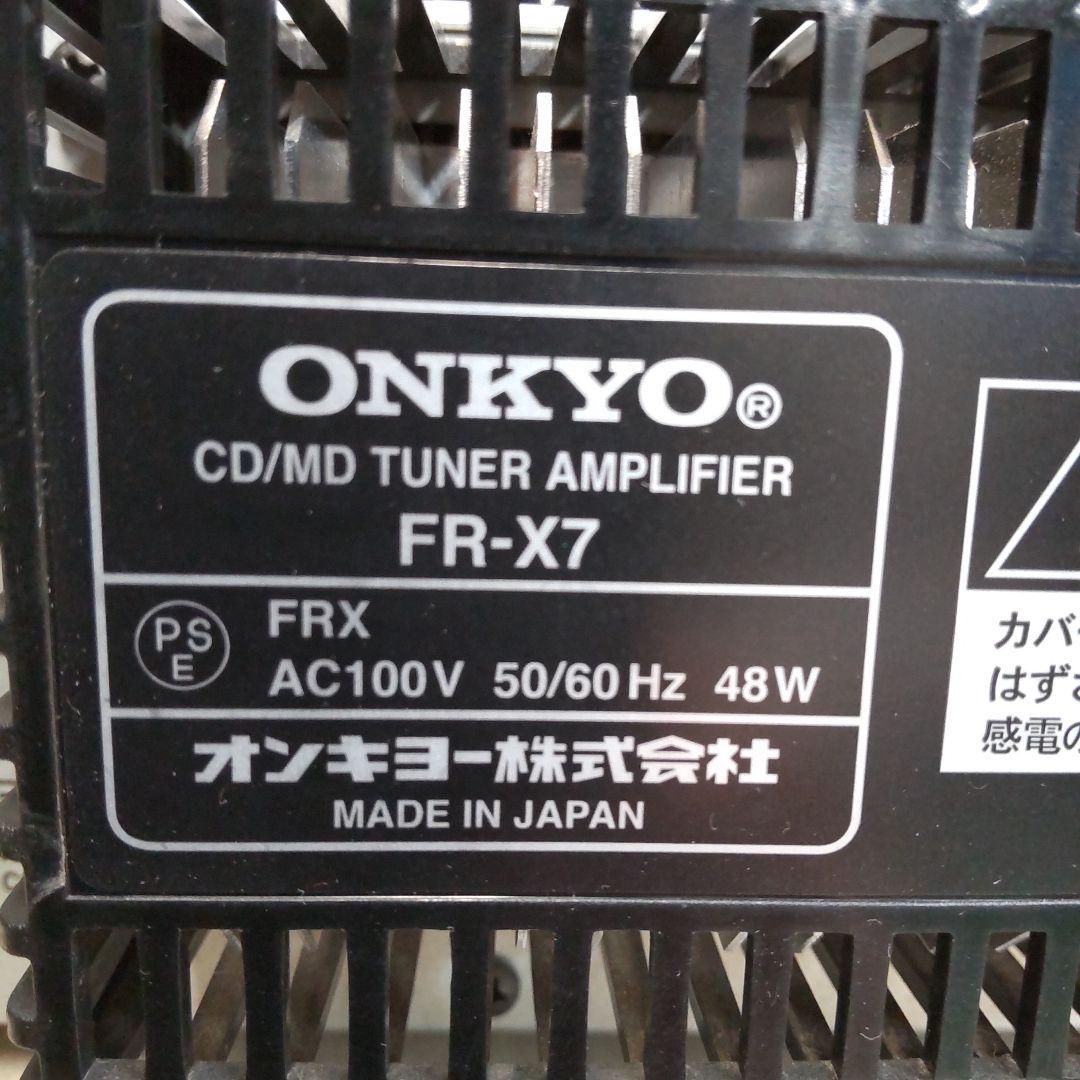 ONKYO®
CD/MD TUNER AMPLIFIER
FR-X7
PS
E
FRX
AC100V 50/60Hz 48W
オンキヨー株式会社
MADE IN JAPAN
カバ
はず
感電の